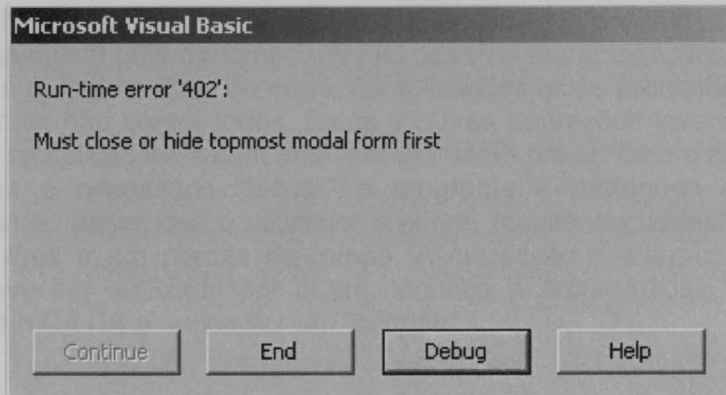 Microsoft Visual Basic
Run-time error '402':
Must close or hide topmost modal form first
Continue
End
Debug
Help